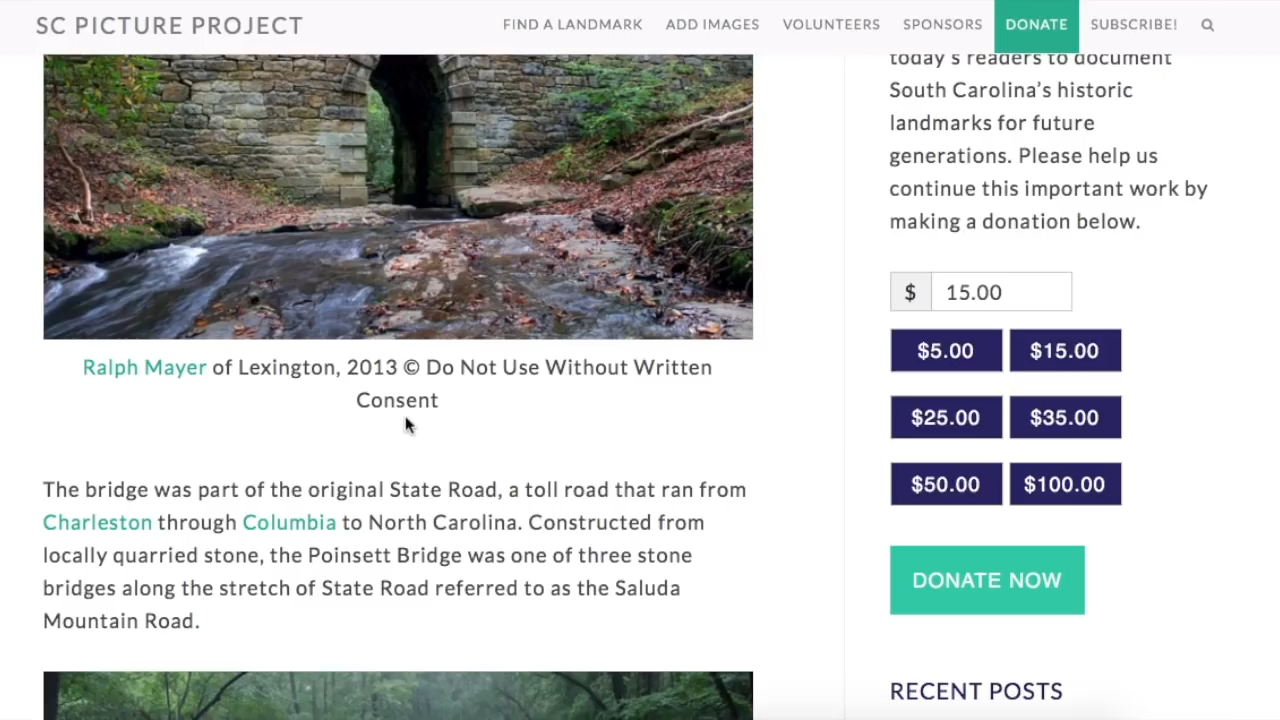 SC PICTURE PROJECT
FIND A LANDMARK ADD IMAGES VOLUNTEERS SPONSORS DONATE SUBSCRIBE!
Ralph Mayer of Lexington, 2013 © Do Not Use Without Written
Consent
The bridge was part of the original State Road, a toll road that ran from
Charleston through Columbia to North Carolina. Constructed from
locally quarried stone, the Poinsett Bridge was one of three stone
bridges along the stretch of State Road referred to as the Saluda
Mountain Road.
today's readers to document
South Carolina’s historic
landmarks for future
generations. Please help us
continue this important work by
making a donation below.
$ 15.00
$5.00 $15.00
$25.00 $35.00
$50.00 $100.00
DONATE NOW
RECENT POSTS